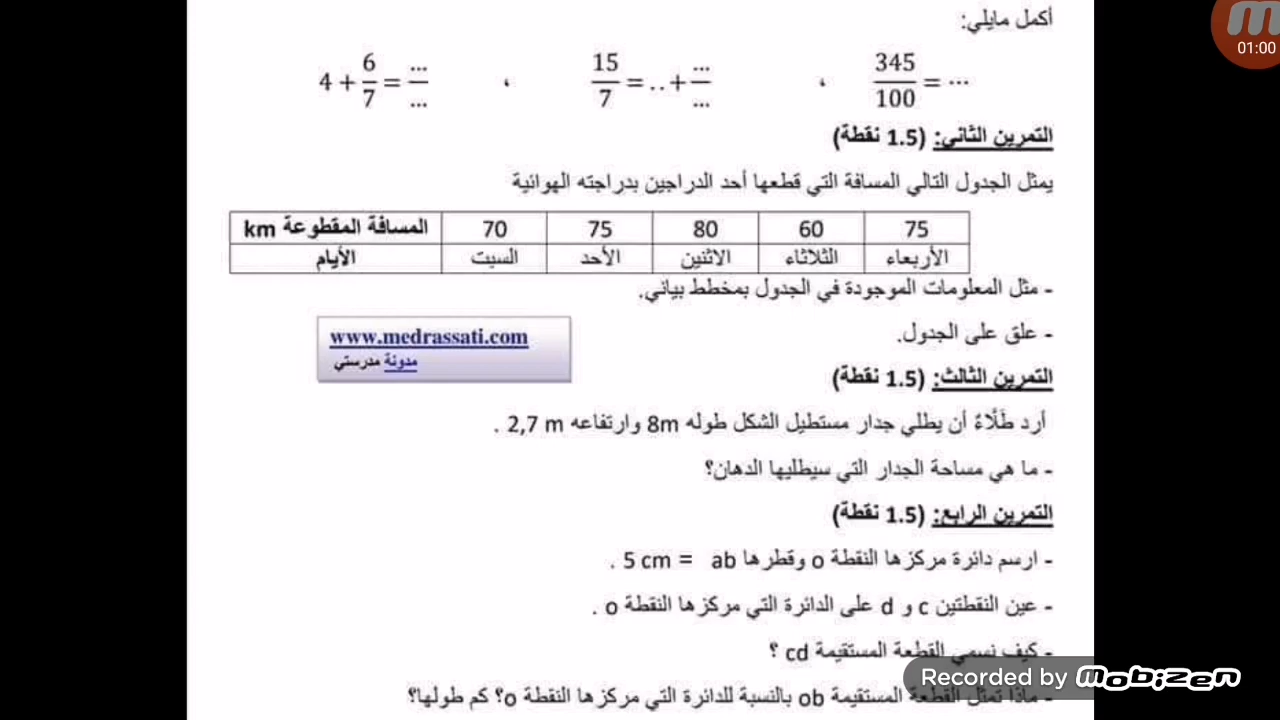 أكمل مايلي:
345/100 = ... ، 15/7 = .. + .../... ، 4 + 6/7 = .../...
التمرين الثاني: (1.5 نقطة)
يمثل الجدول التالي المسافة التي قطعها أحد الدراجين بدراجته الهوائية
المسافة المقطوعة km 70 75 80 60 75
الأيام السبت الأحد الاثنين الثلاثاء الأربعاء
- مثل المعلومات الموجودة في الجدول بمخطط بياني.
- علق على الجدول.
www.medrassati.com
مدونة مدرستي
التمرين الثالث: (1.5 نقطة)
أرد طَلَّاءٌ أن يطلي جدار مستطيل الشكل طوله 8m وارتفاعه 2,7 m .
- ما هي مساحة الجدار التي سيطليها الدهان؟
التمرين الرابع: (1.5 نقطة)
- ارسم دائرة مركزها النقطة o وقطرها ab = 5 cm .
- عين النقطتين c و d على الدائرة التي مركزها النقطة o .
- كيف نسمي القطعة المستقيمة cd ؟
- ماذا تمثل القطعة المستقيمة ob بالنسبة للدائرة التي مركزها النقطة o؟ كم طولها؟
01:00
Recorded by Mobizen